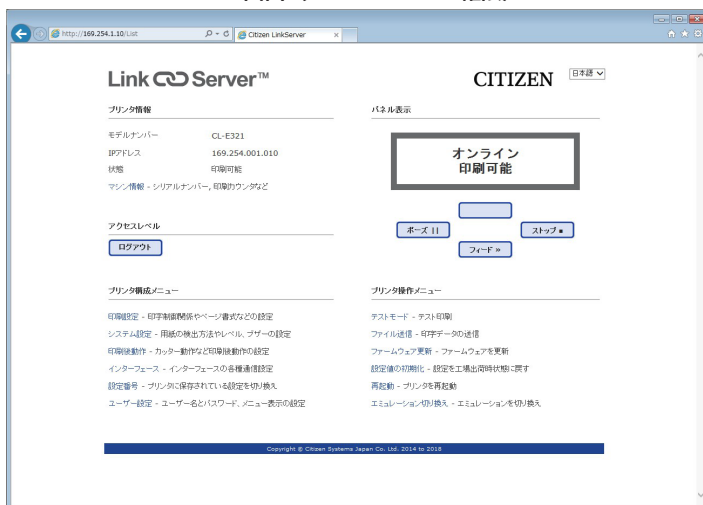 http://169.254.1.10/List
Citizen LinkServer
Link Server™
CITIZEN
日本語
プリンタ情報
モデルナンバー CL-E321
IPアドレス 169.254.001.010
状態 印刷可能
マシン情報 - シリアルナンバー, 印刷カウンタなど
パネル表示
オンライン
印刷可能
ポーズ II
ストップ ■
フィード »
アクセスレベル
ログアウト
プリンタ構成メニュー
印刷設定 - 印字制御関係やページ書式などの設定
システム設定 - 用紙の検出方法やレベル、ブザーの設定
印刷後動作 - カッター動作など印刷後動作の設定
インターフェース - インターフェースの各種通信設定
設定番号 - プリンタに保存されている設定を切り換え
ユーザー設定 - ユーザー名とパスワード、メニュー表示の設定
プリンタ操作メニュー
テストモード - テスト印刷
ファイル送信 - 印字データの送信
ファームウェア更新 - ファームウェアを更新
設定値の初期化 - 設定を工場出荷時状態に戻す
再起動 - プリンタを再起動
エミュレーション切り換え - エミュレーションを切り換え
Copyright © Citizen Systems Japan Co. Ltd. 2014 to 2018